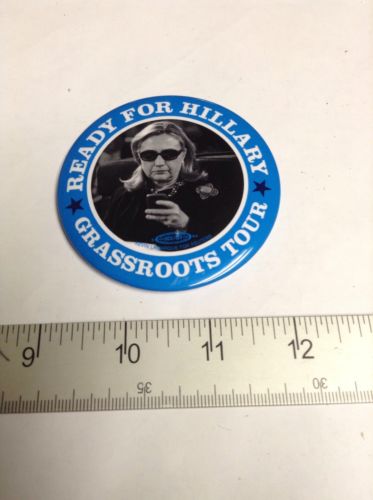 READY FOR HILLARY
GRASSROOTS TOUR
9 10 11 12
35 30